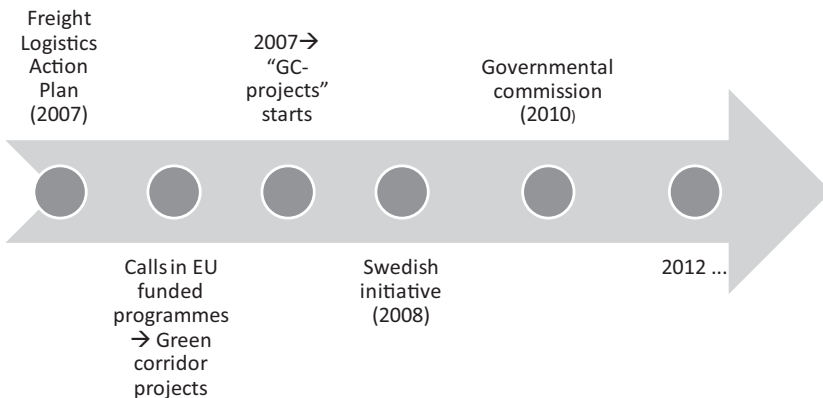 Freight
Logistics
Action
Plan
(2007)
Calls in EU
funded
programmes
→ Green
corridor
projects
2007→
“GC-
projects”
starts
Swedish
initiative
(2008)
Governmental
commission
(2010)
2012 ...